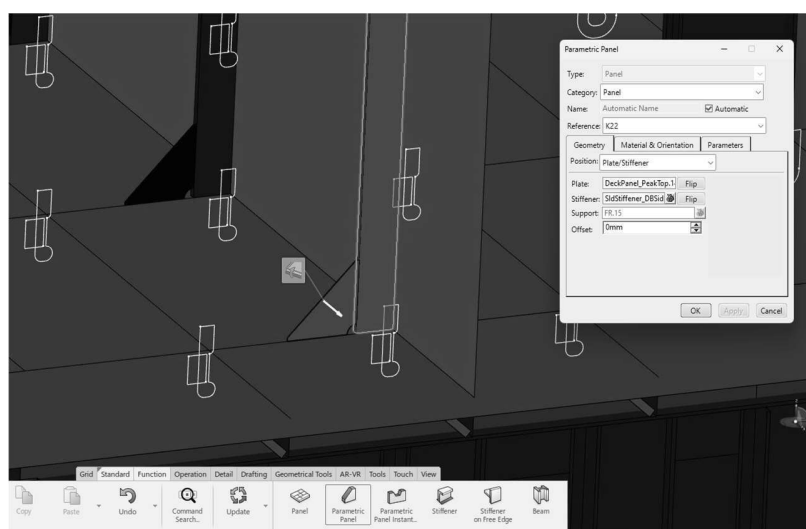 Parametric Panel
Type: Panel
Category: Panel
Name: Automatic Name Automatic
Reference: K22
Geometry Material & Orientation Parameters
Position: Plate/Stiffener
Plate: DeckPanel_PeakTop.1 Flip
Stiffener: SldStiffener_DBSid Flip
Support: FR.15
Offset: 0mm
OK Apply Cancel
Grid Standard Function Operation Detail Drafting Geometrical Tools AR-VR Tools Touch View
Copy Paste Undo Command Search... Update Panel Parametric Panel Parametric Panel Instant... Stiffener Stiffener on Free Edge Beam